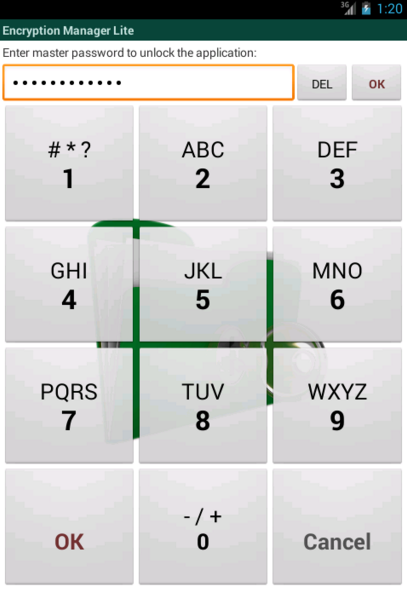 3G 1:20
Encryption Manager Lite
Enter master password to unlock the application:
•••••••••••• DEL OK
# * ? ABC DEF
1 2 3
GHI JKL MNO
4 5 6
PQRS TUV WXYZ
7 8 9
- / +
OK 0 Cancel